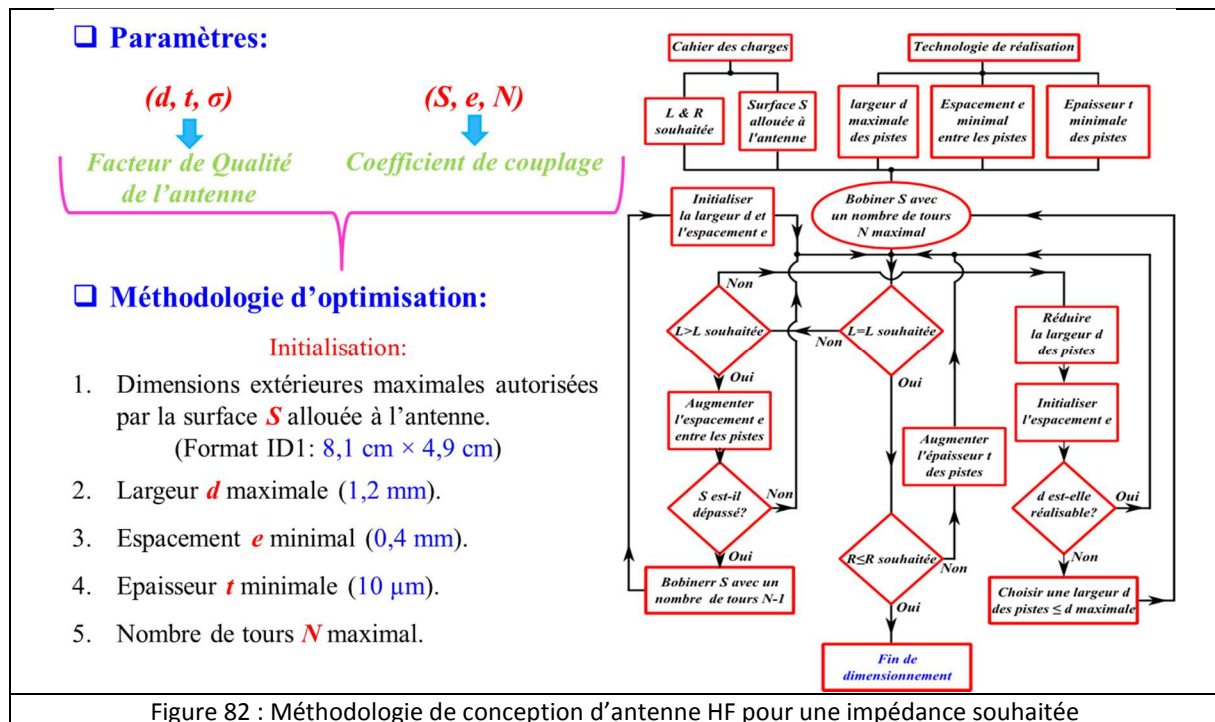 ❑ Paramètres:
(d, t, σ)
(S, e, N)
Facteur de Qualité
de l'antenne
Coefficient de couplage
❑ Méthodologie d'optimisation:
Initialisation:
1. Dimensions extérieures maximales autorisées
par la surface S allouée à l'antenne.
(Format ID1: 8,1 cm × 4,9 cm)
2. Largeur d maximale (1,2 mm).
3. Espacement e minimal (0,4 mm).
4. Epaisseur t minimale (10 µm).
5. Nombre de tours N maximal.
Cahier des charges
Technologie de réalisation
L & R
souhaitée
Surface S
allouée à
l'antenne
largeur d
maximale
des pistes
Espacement e
minimal
entre les pistes
Epaisseur t
minimale
des pistes
Initialiser
la largeur d et
l'espacement e
Bobiner S avec
un nombre de tours
N maximal
Non
L>L souhaitée
Non
L=L souhaitée
Réduire
la largeur d
des pistes
Oui
Oui
Augmenter
l'espacement e
entre les pistes
Augmenter
l'épaisseur t
des pistes
Initialiser
l'espacement e
S est-il
dépassé?
Non
d est-elle
réalisable?
Oui
Oui
R≤R souhaitée
Non
Non
Bobinerr S avec un
nombre de tours N-1
Oui
Choisir une largeur d
des pistes ≤ d maximale
Fin de
dimensionnement
Figure 82 : Méthodologie de conception d'antenne HF pour une impédance souhaitée